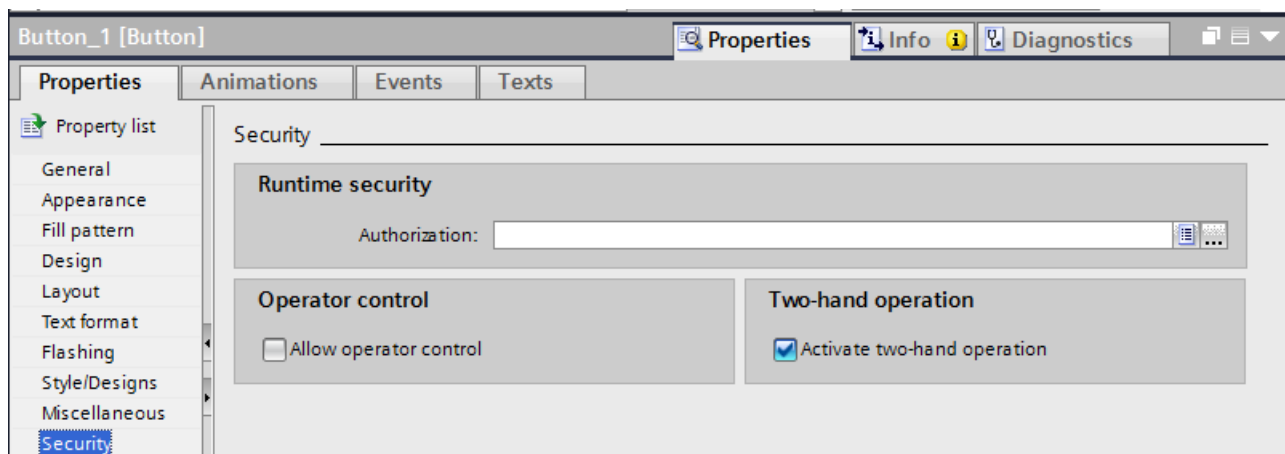 Button_1 [Button]
Properties
Info
Diagnostics
Properties
Animations
Events
Texts
Property list
General
Appearance
Fill pattern
Design
Layout
Text format
Flashing
Style/Designs
Miscellaneous
Security
Security
Runtime security
Authorization:
...
Operator control
Allow operator control
Two-hand operation
Activate two-hand operation